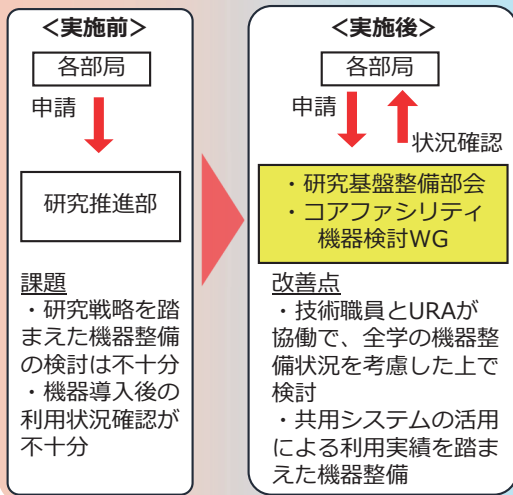 <実施前>
各部局
申請
研究推進部
課題
・研究戦略を踏
まえた機器整備
の検討は不十分
・機器導入後の
利用状況確認が
不十分
<実施後>
各部局
申請
状況確認
・研究基盤整備部会
・コアファシリティ
機器検討WG
改善点
・技術職員とURAが
協働で、全学の機器整
備状況を考慮した上で
検討
・共用システムの活用
による利用実績を踏ま
えた機器整備